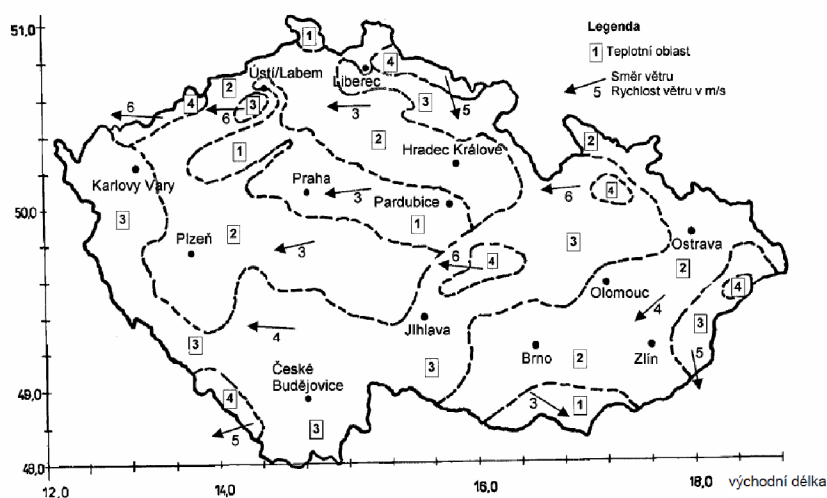 51,0
Legenda
1 Teplotní oblast
Směr větru
5 Rychlost větru v m/s
1
4
2 Ústí/Labem
Liberec
6
4
3
6
3
3
5
2
2
1
Hradec Králové
Karlovy Vary
Praha
3
6
4
50,0
3
Pardubice
1
Plzeň
2
3
6
4
3
Ostrava
2
4
Olomouc
4
3
Jlhlava
4
3
České
Budějovice
3
Brno
2
Zlín
5
49,0
4
3
1
5
3
48,0
12,0
14,0
16,0
18,0
východní délka